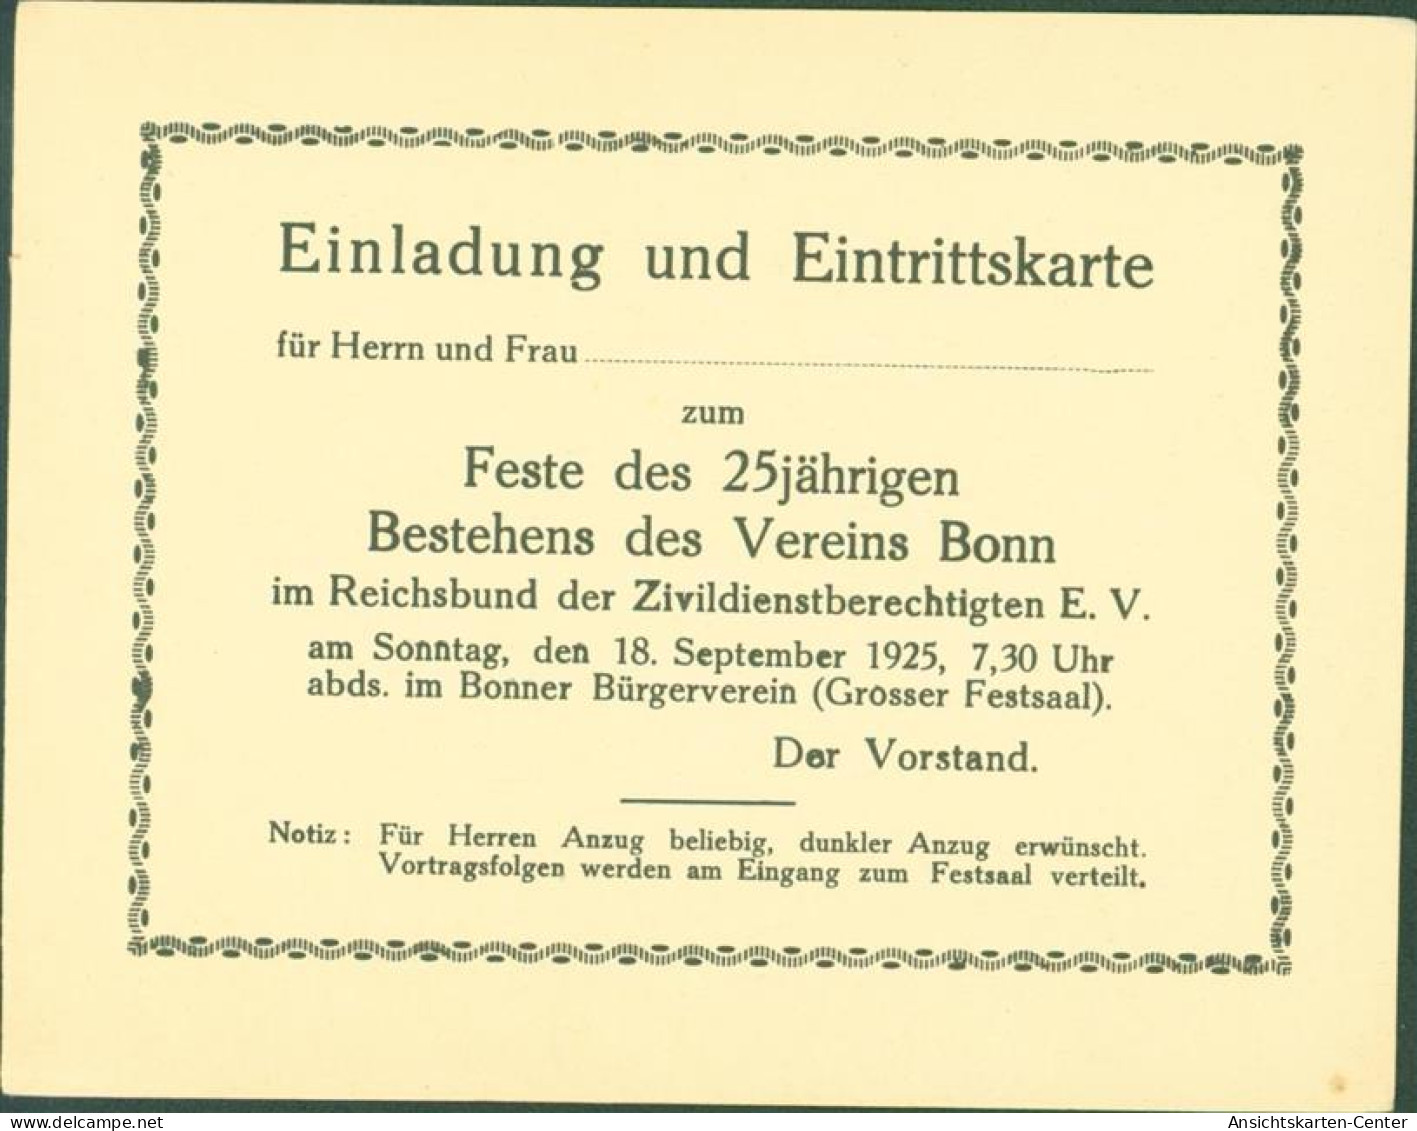 Einladung und Eintrittskarte
für Herrn und Frau
zum
Feste des 25jährigen
Bestehens des Vereins Bonn
im Reichsbund der Zivildienstberechtigten E. V.
am Sonntag, den 18. September 1925, 7,30 Uhr
abds. im Bonner Bürgerverein (Grosser Festsaal).
Der Vorstand.
Notiz: Für Herren Anzug beliebig, dunkler Anzug erwünscht.
Vortragsfolgen werden am Eingang zum Festsaal verteilt.
delcampe.net
Ansichtskarten-Center